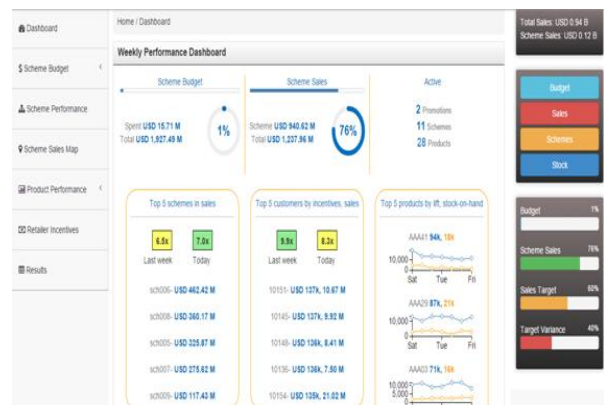 Dashboard
$ Scheme Budget
Scheme Performance
Scheme Sales Map
Product Performance
Retailer Incentives
Results
Home / Dashboard
Weekly Performance Dashboard
Scheme Budget
Spent USD 15.71 M
Total USD 1,927.49 M
1%
Scheme Sales
Scheme USD 940.62 M
Total USD 1,237.96 M
76%
Active
2 Promotions
11 Schemes
28 Products
Top 5 schemes in sales
6.5x 7.0x
Last week Today
sch006- USD 462.42 M
sch008- USD 360.17 M
sch005- USD 325.87 M
sch007- USD 275.62 M
sch009- USD 117.43 M
Top 5 customers by incentives, sales
9.9x 8.3x
Last week Today
10151- USD 137k, 10.67 M
10145- USD 137k, 9.92 M
10148- USD 136k, 8.41 M
10136- USD 136k, 7.50 M
10154- USD 135k, 21.02 M
Top 5 products by lift, stock-on-hand
AAA41 94k, 18k
10,000
0
Sat Tue Fri
AAA29 87k, 21k
10,000
0
Sat Tue Fri
AAA03 71k, 16k
10,000
5,000
0
Total Sales: USD 0.94 B
Scheme Sales: USD 0.12 B
Budget
Sales
Schemes
Stock
Budget 1%
Scheme Sales 76%
Sales Target 60%
Target Variance 40%